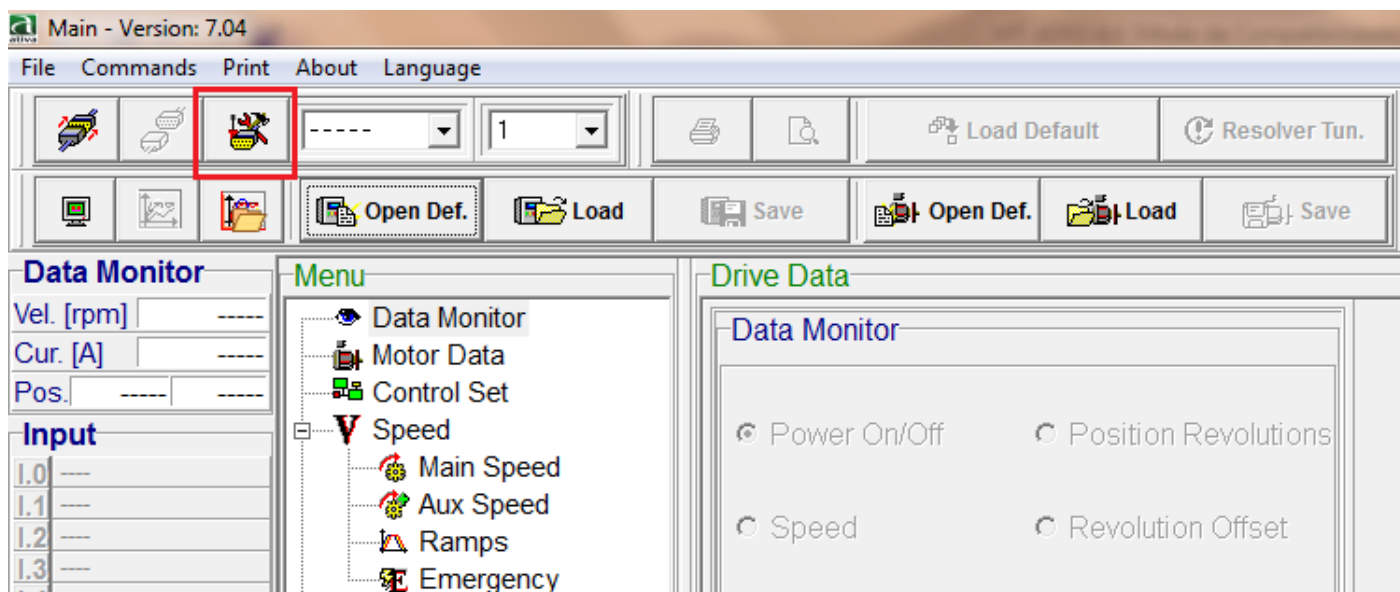 ativa
Main - Version: 7.04
File Commands Print About Language
----- 1 Load Default Resolver Tun.
Open Def. Load Save Open Def. Load Save
Data Monitor
Vel. [rpm] -----
Cur. [A] -----
Pos. ----- -----
Input
I.0 ----
I.1 ----
I.2 ----
I.3 ----
Menu
Data Monitor
Motor Data
Control Set
V Speed
Main Speed
Aux Speed
Ramps
E Emergency
Drive Data
Data Monitor
Power On/Off Position Revolutions
Speed Revolution Offset